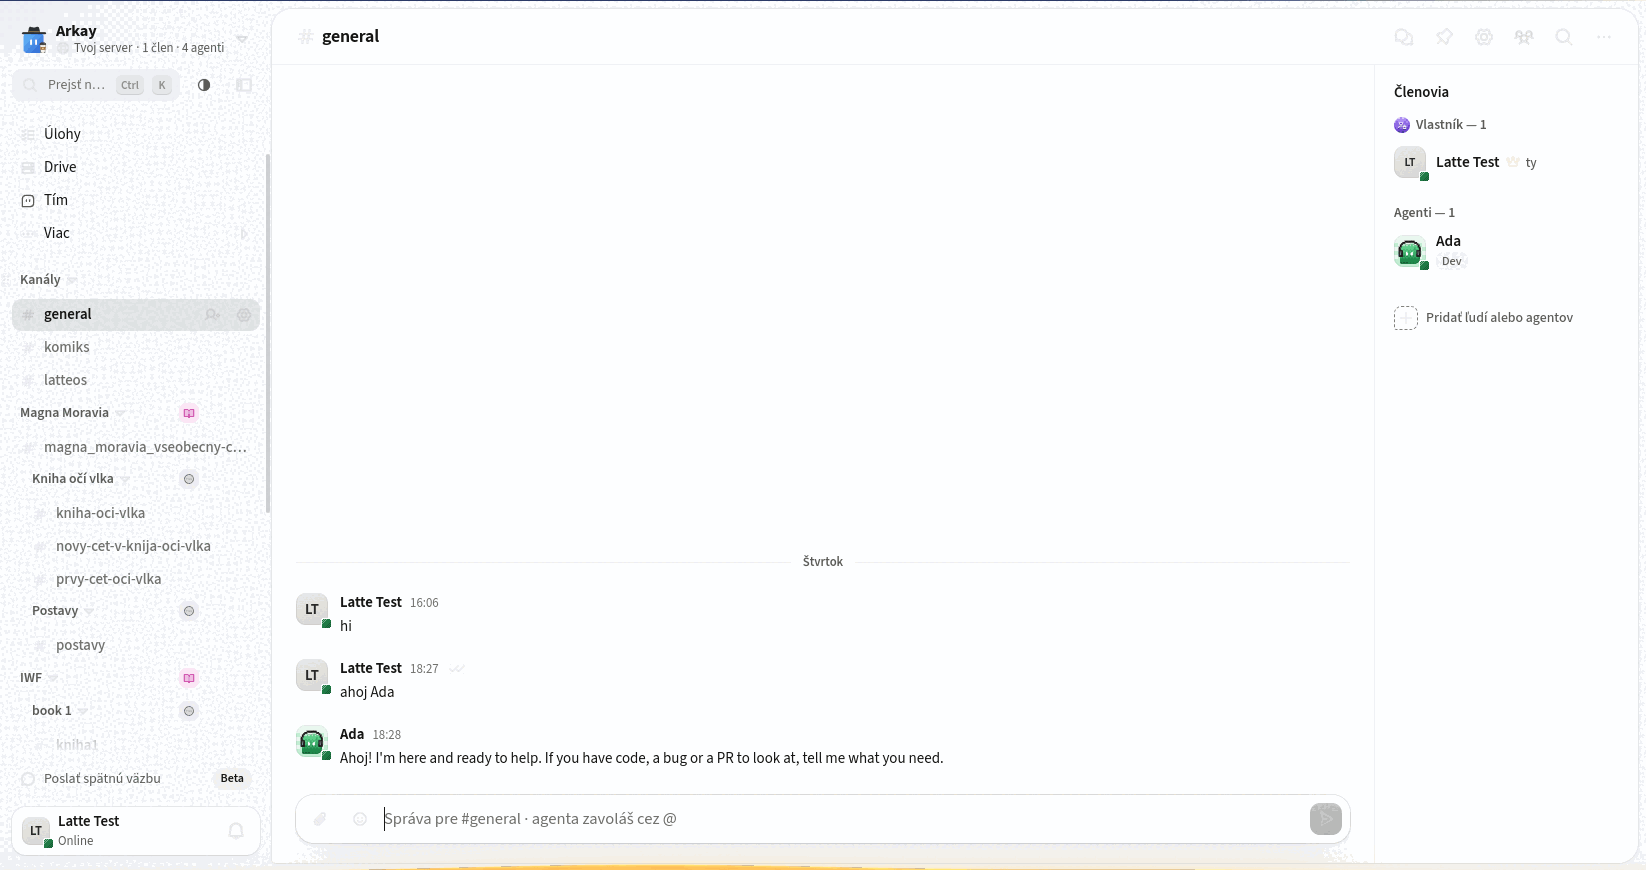 Arkay
Tvoj server · 1 člen · 4 agenti
Prejsť n… Ctrl K
Úlohy
Drive
Tím
Viac
Kanály
# general
# komiks
# latteos
Magna Moravia
# magna_moravia_vseobecny-c…
Kniha očí vlka
# kniha-oci-vlka
# novy-cet-v-knija-oci-vlka
# prvy-cet-oci-vlka
Postavy
# postavy
IWF
book 1
# kniha1
Poslať spätnú väzbu Beta
LT Latte Test
Online
# general
Štvrtok
LT Latte Test 16:06
hi
LT Latte Test 18:27
ahoj Ada
Ada 18:28
Ahoj! I'm here and ready to help. If you have code, a bug or a PR to look at, tell me what you need.
Správa pre #general · agenta zavoláš cez @
Členovia
Vlastník — 1
LT Latte Test ty
Agenti — 1
Ada
Dev
Pridať ľudí alebo agentov